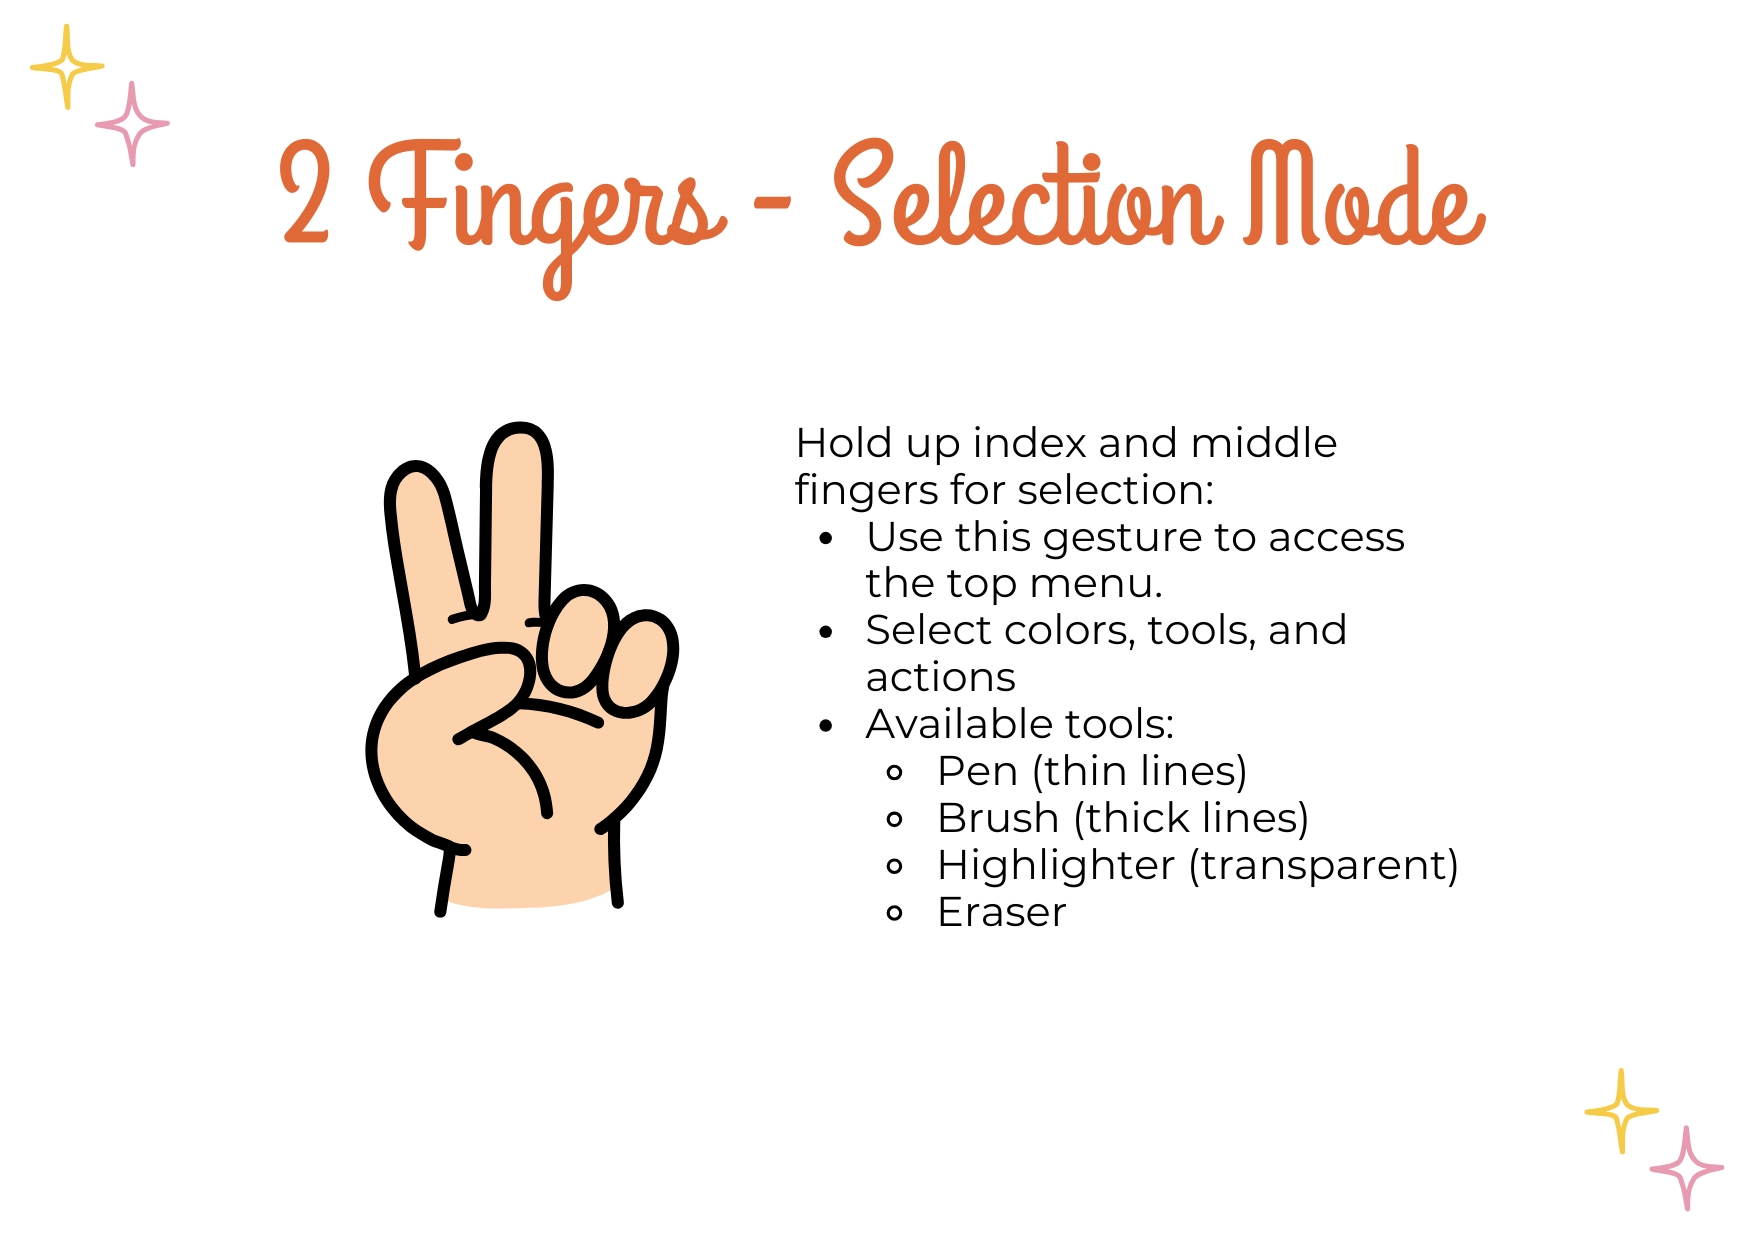 2 Fingers - Selection Mode
Hold up index and middle
fingers for selection:
• Use this gesture to access
the top menu.
• Select colors, tools, and
actions
• Available tools:
◦ Pen (thin lines)
◦ Brush (thick lines)
◦ Highlighter (transparent)
◦ Eraser